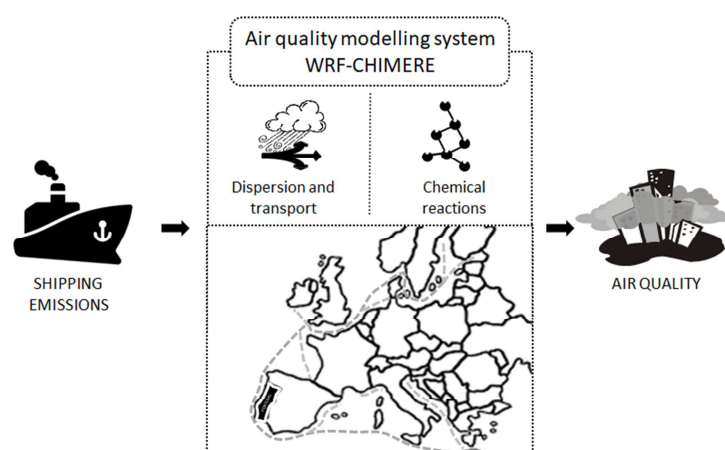 Air quality modelling system
WRF-CHIMERE
Dispersion and
transport
Chemical
reactions
SHIPPING
EMISSIONS
AIR QUALITY